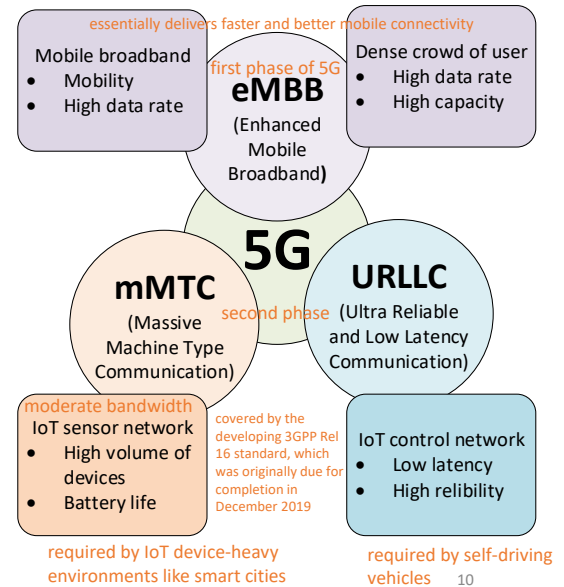 essentially delivers faster and better mobile connectivity
Mobile broadband
• Mobility
• High data rate
first phase of 5G
eMBB
(Enhanced
Mobile
Broadband)
Dense crowd of user
• High data rate
• High capacity
5G
second phase
mMTC
(Massive
Machine Type
Communication)
URLLC
(Ultra Reliable
and Low Latency
Communication)
moderate bandwidth
IoT sensor network
• High volume of
devices
• Battery life
covered by the
developing 3GPP Rel
16 standard, which
was originally due for
completion in
December 2019
IoT control network
• Low latency
• High relibility
required by IoT device-heavy
environments like smart cities
required by self-driving
vehicles
10